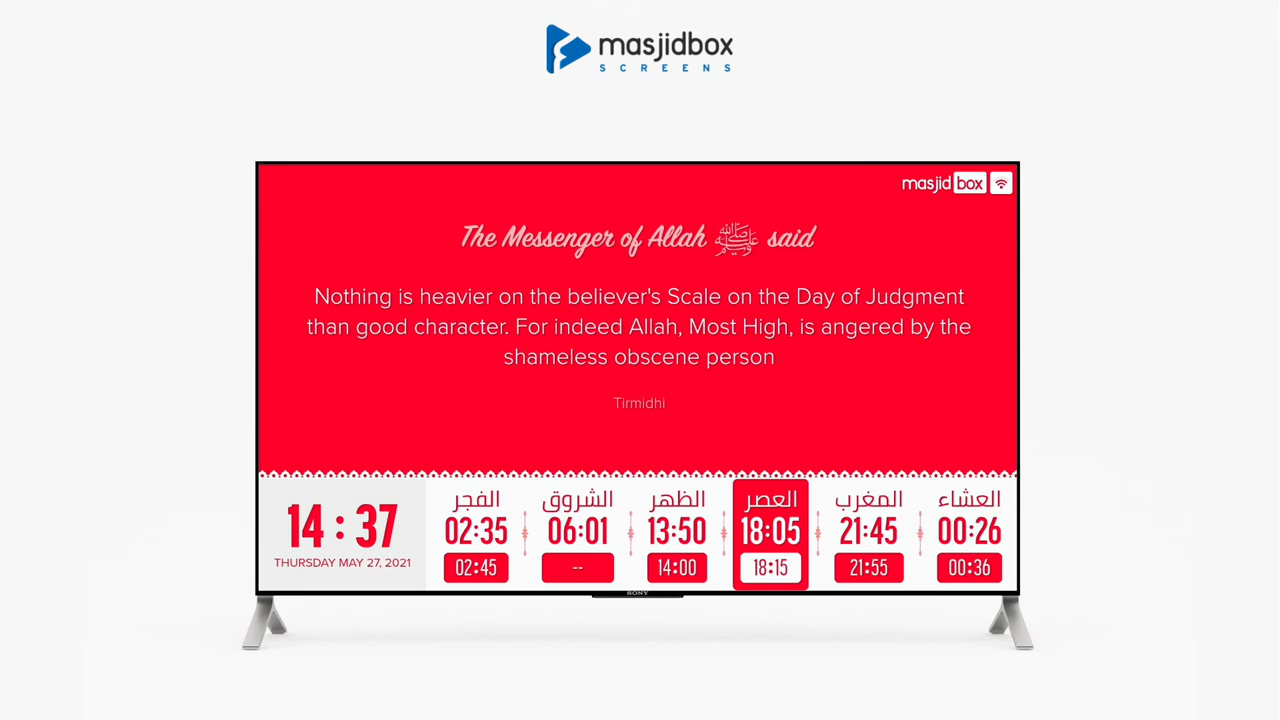 masjidbox
SCREENS
masjid box
The Messenger of Allah ﷺ said
Nothing is heavier on the believer's Scale on the Day of Judgment
than good character. For indeed Allah, Most High, is angered by the
shameless obscene person
Tirmidhi
14 : 37
THURSDAY MAY 27, 2021
الفجر
02:35
02:45
الشروق
06:01
--
الظهر
13:50
14:00
العصر
18:05
18:15
المغرب
21:45
21:55
العشاء
00:26
00:36
SONY